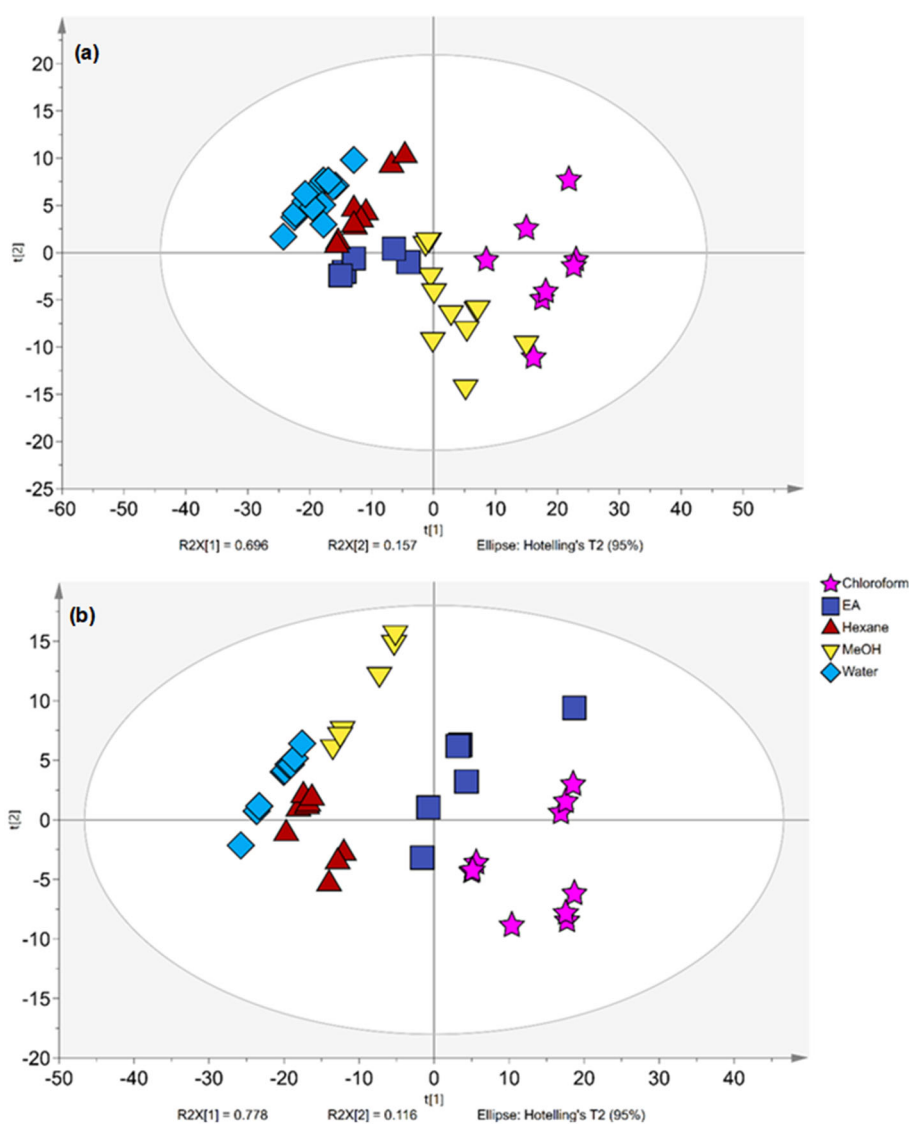 (a)
20
15
10
5
0
-5
-10
-15
-20
-25
t[2]
-60 -50 -40 -30 -20 -10 0 10 20 30 40 50
t[1]
R2X[1] = 0.696 R2X[2] = 0.157 Ellipse: Hotelling's T2 (95%)
(b)
15
10
5
0
-5
-10
-15
-20
t[2]
-50 -40 -30 -20 -10 0 10 20 30 40
t[1]
R2X[1] = 0.778 R2X[2] = 0.116 Ellipse: Hotelling's T2 (95%)
Chloroform
EA
Hexane
MeOH
Water